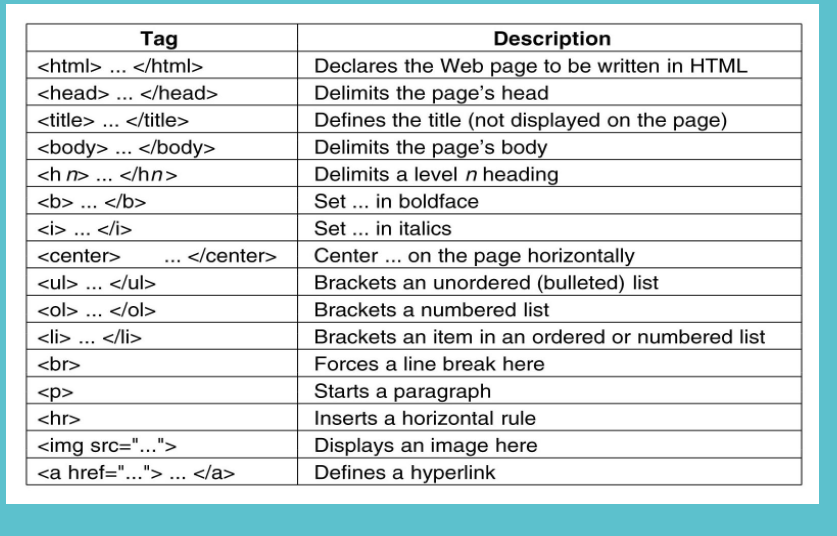 Tag Description
<html> ... </html> Declares the Web page to be written in HTML
<head> ... </head> Delimits the page's head
<title> ... </title> Defines the title (not displayed on the page)
<body> ... </body> Delimits the page's body
<h n> ... </hn> Delimits a level n heading
<b> ... </b> Set ... in boldface
<i> ... </i> Set ... in italics
<center> ... </center> Center ... on the page horizontally
<ul> ... </ul> Brackets an unordered (bulleted) list
<ol> ... </ol> Brackets a numbered list
<li> ... </li> Brackets an item in an ordered or numbered list
<br> Forces a line break here
<p> Starts a paragraph
<hr> Inserts a horizontal rule
<img src="..."> Displays an image here
<a href="..."> ... </a> Defines a hyperlink